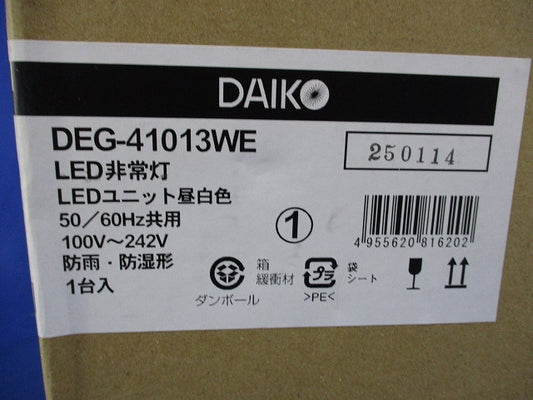 DAIKO
DEG-41013WE
250114
LED非常灯
LEDユニット昼白色
50／60Hz共用
100V～242V
防雨・防湿形
1台入
①
4955620816202
ダンボール
箱
緩衝材
プラ
>PE<
袋
シート